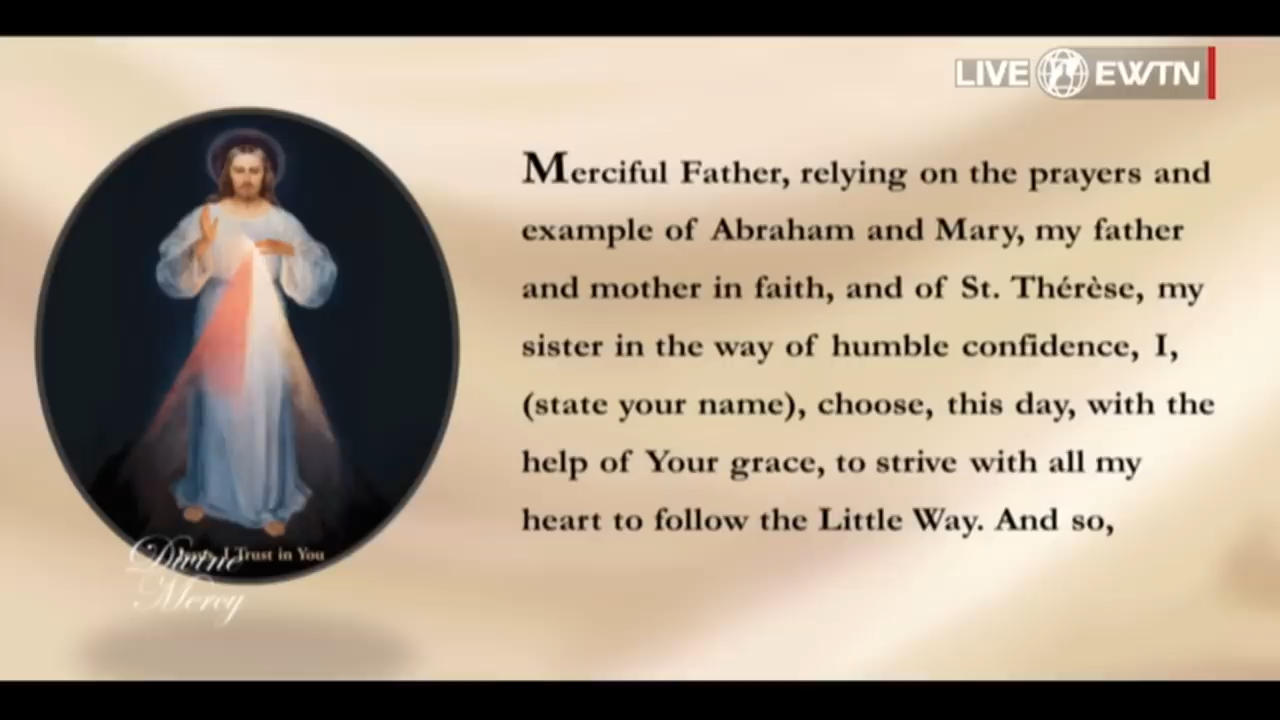 LIVE EWTN
Merciful Father, relying on the prayers and
example of Abraham and Mary, my father
and mother in faith, and of St. Thérèse, my
sister in the way of humble confidence, I,
(state your name), choose, this day, with the
help of Your grace, to strive with all my
heart to follow the Little Way. And so,
I Trust in You
Divine
Mercy